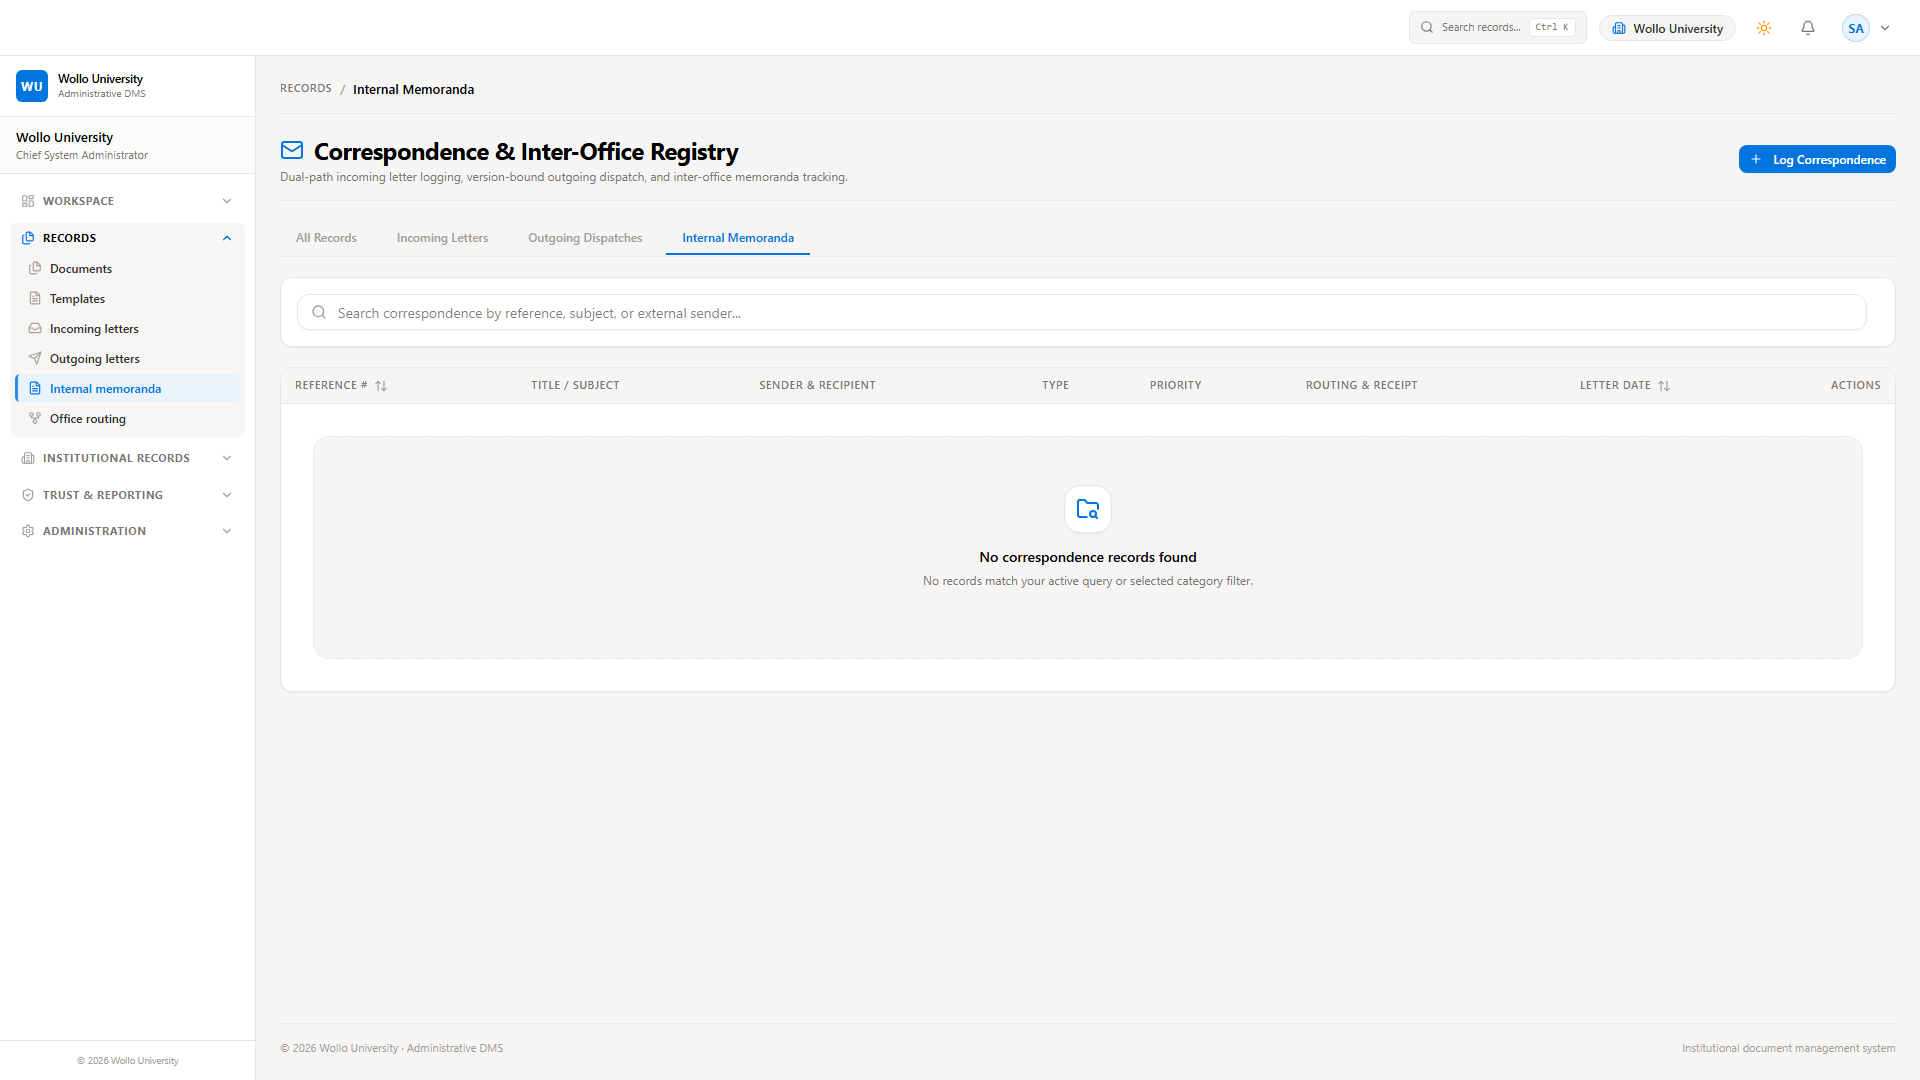 Search records...
Ctrl K
Wollo University
SA
WU
Wollo University
Administrative DMS
Wollo University
Chief System Administrator
WORKSPACE
RECORDS
Documents
Templates
Incoming letters
Outgoing letters
Internal memoranda
Office routing
INSTITUTIONAL RECORDS
TRUST & REPORTING
ADMINISTRATION
© 2026 Wollo University
RECORDS / Internal Memoranda
Correspondence & Inter-Office Registry
Dual-path incoming letter logging, version-bound outgoing dispatch, and inter-office memoranda tracking.
+ Log Correspondence
All Records
Incoming Letters
Outgoing Dispatches
Internal Memoranda
Search correspondence by reference, subject, or external sender...
REFERENCE #
TITLE / SUBJECT
SENDER & RECIPIENT
TYPE
PRIORITY
ROUTING & RECEIPT
LETTER DATE
ACTIONS
No correspondence records found
No records match your active query or selected category filter.
© 2026 Wollo University · Administrative DMS
Institutional document management system